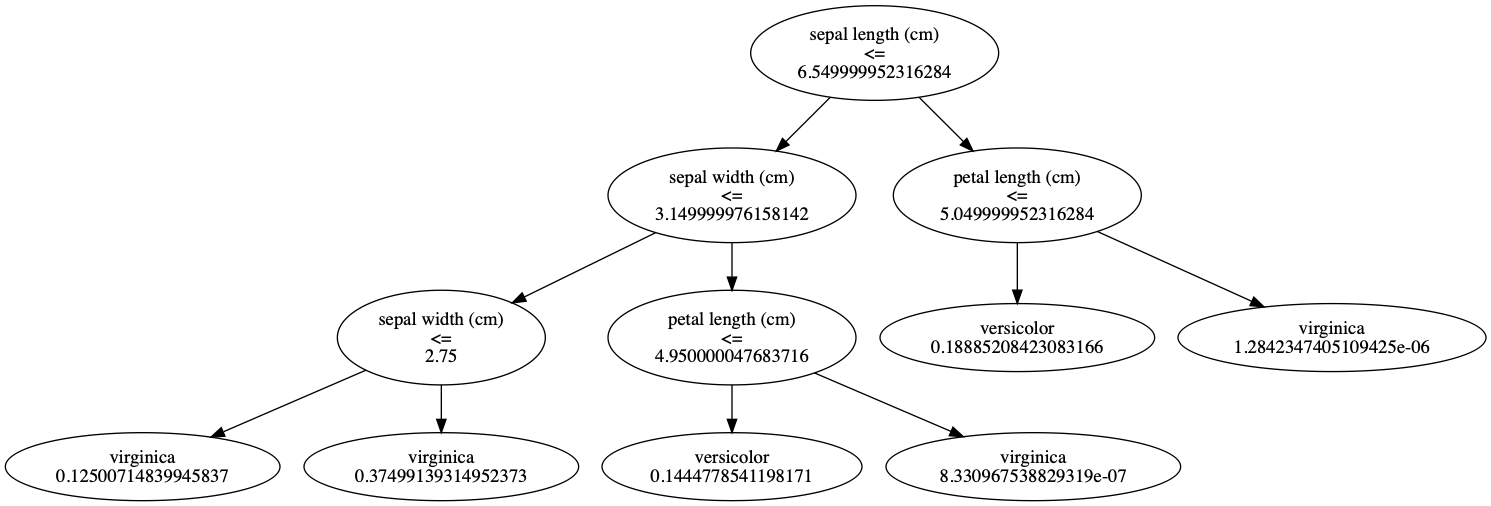 sepal length (cm)
<=
6.549999952316284
sepal width (cm)
<=
3.149999976158142
petal length (cm)
<=
5.049999952316284
sepal width (cm)
<=
2.75
petal length (cm)
<=
4.950000047683716
versicolor
0.18885208423083166
virginica
1.2842347405109425e-06
virginica
0.12500714839945837
virginica
0.37499139314952373
versicolor
0.1444778541198171
virginica
8.330967538829319e-07